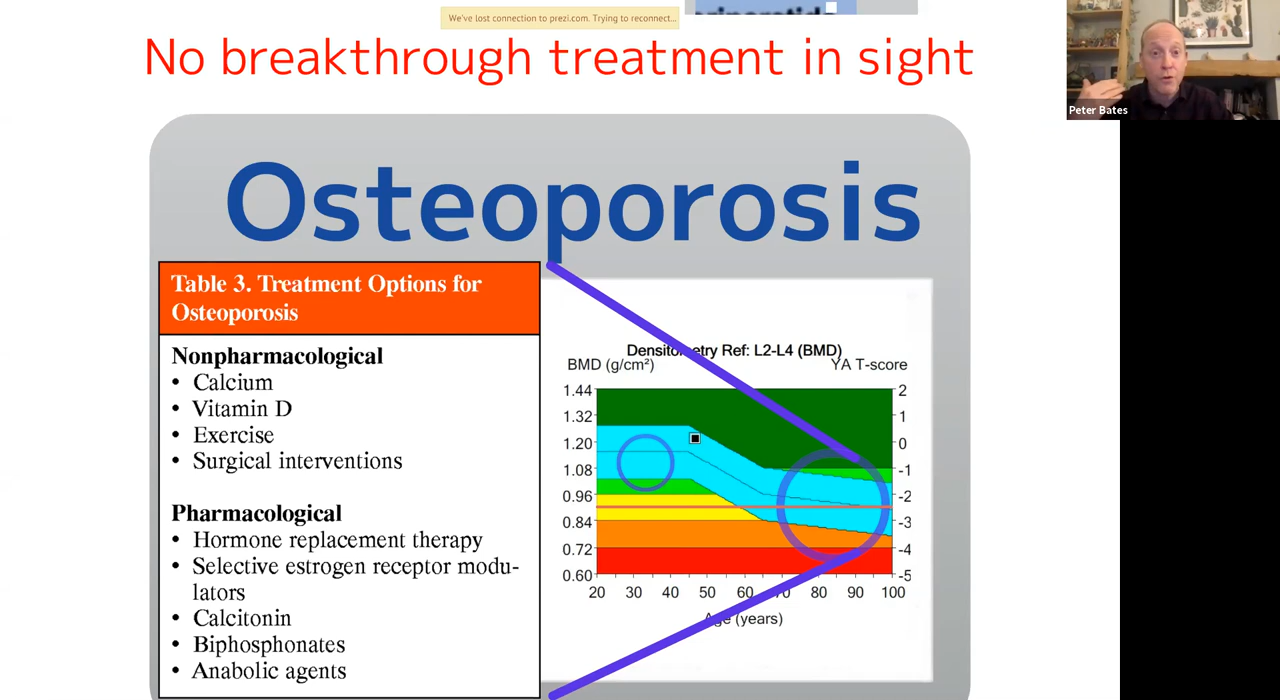 We've lost connection to prezi.com. Trying to reconnect...
No breakthrough treatment in sight
Peter Bates
Osteoporosis
Table 3. Treatment Options for
Osteoporosis
Nonpharmacological
• Calcium
• Vitamin D
• Exercise
• Surgical interventions
Pharmacological
• Hormone replacement therapy
• Selective estrogen receptor modu-
lators
• Calcitonin
• Biphosphonates
• Anabolic agents
Densitometry Ref: L2-L4 (BMD)
BMD (g/cm²) YA T-score
1.44 2
1.32 1
1.20 0
1.08 -1
0.96 -2
0.84 -3
0.72 -4
0.60 -5
20 30 40 50 60 70 80 90 100
Age (years)